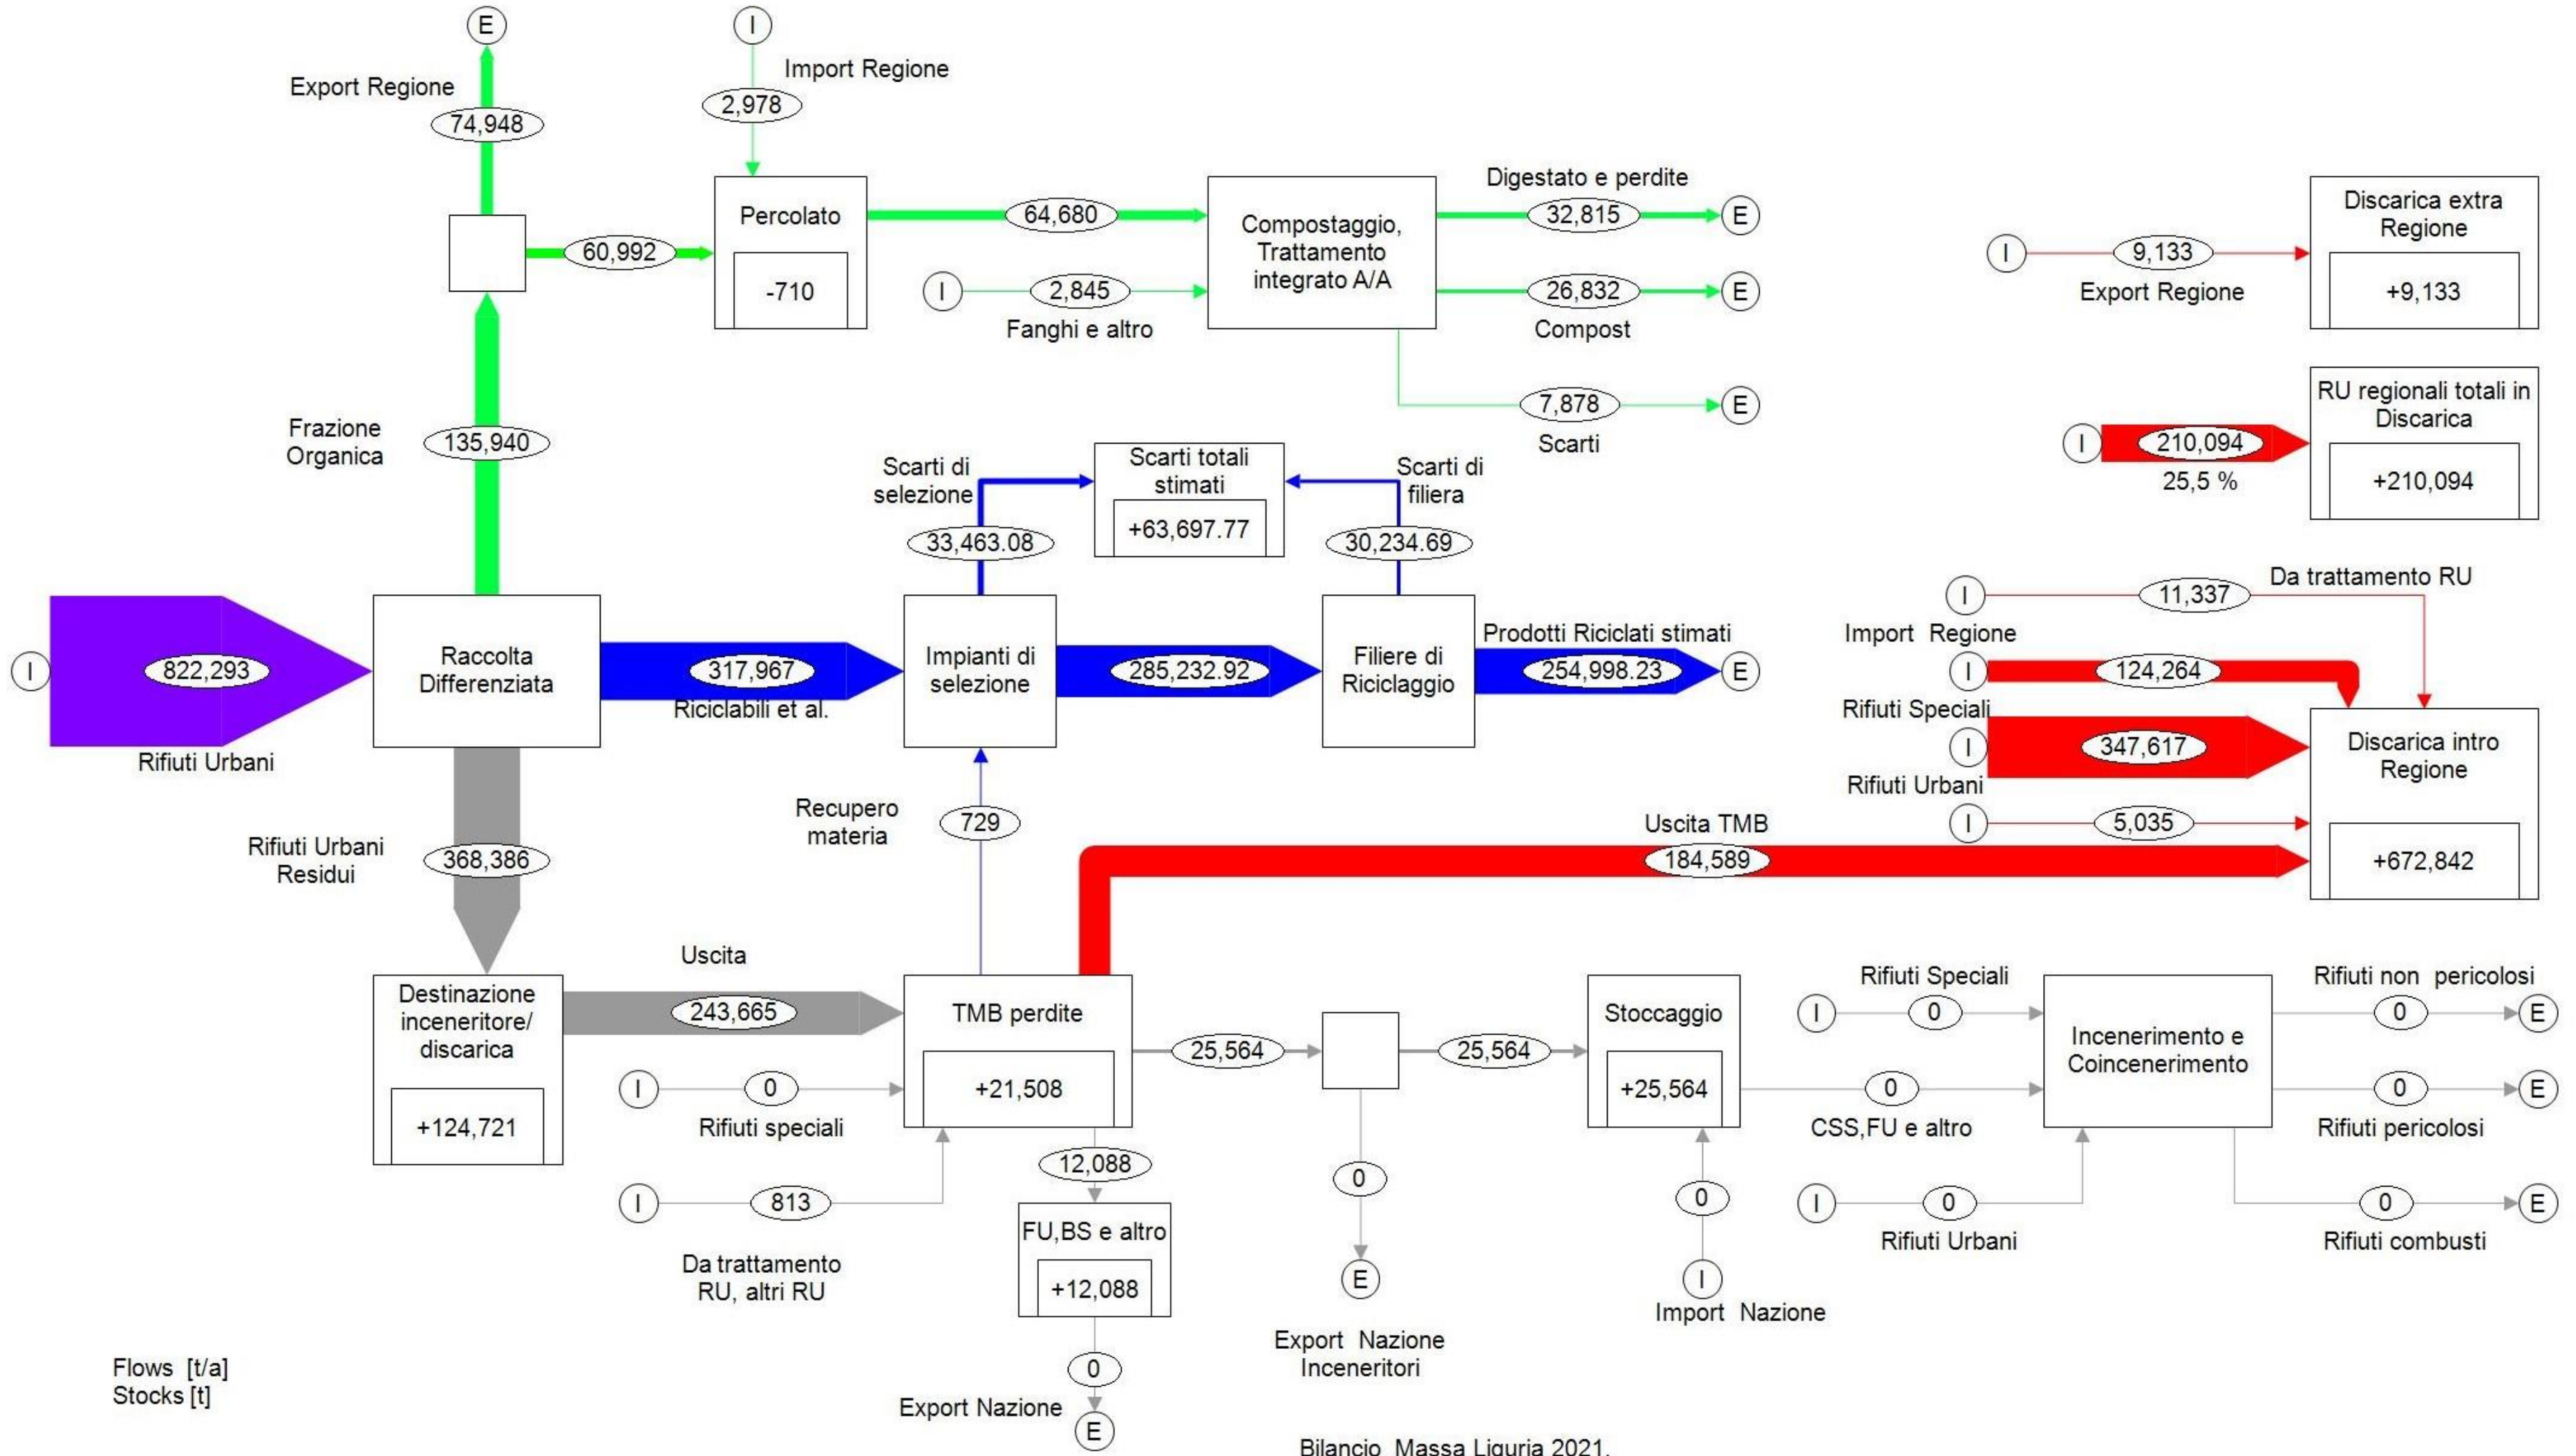 E
I
Export Regione
74,948
Import Regione
2,978
Percolato
-710
60,992
64,680
I
2,845
Fanghi e altro
Compostaggio,
Trattamento
integrato A/A
Digestato e perdite
32,815
E
26,832
E
Compost
7,878
E
Scarti
I
9,133
Export Regione
Discarica extra
Regione
+9,133
I
210,094
25,5 %
RU regionali totali in
Discarica
+210,094
Frazione
Organica
135,940
Scarti di
selezione
33,463.08
Scarti totali
stimati
+63,697.77
Scarti di
filiera
30,234.69
I
822,293
Rifiuti Urbani
Raccolta
Differenziata
317,967
Riciclabili et al.
Impianti di
selezione
285,232.92
Filiere di
Riciclaggio
Prodotti Riciclati stimati
254,998.23
E
I
11,337
Da trattamento RU
Import Regione
I
124,264
Rifiuti Speciali
I
347,617
Rifiuti Urbani
I
5,035
Discarica intro
Regione
+672,842
Recupero
materia
729
Uscita TMB
184,589
Rifiuti Urbani
Residui
368,386
Destinazione
inceneritore/
discarica
+124,721
Uscita
243,665
I
0
Rifiuti speciali
I
813
Da trattamento
RU, altri RU
TMB perdite
+21,508
12,088
FU,BS e altro
+12,088
0
Export Nazione
E
25,564
0
E
Export Nazione
Inceneritori
25,564
Stoccaggio
+25,564
0
I
Import Nazione
Rifiuti Speciali
I
0
0
CSS,FU e altro
I
0
Rifiuti Urbani
Incenerimento e
Coincenerimento
Rifiuti non pericolosi
0
E
0
E
Rifiuti pericolosi
0
E
Rifiuti combusti
Flows [t/a]
Stocks [t]
Bilancio Massa Liguria 2021.